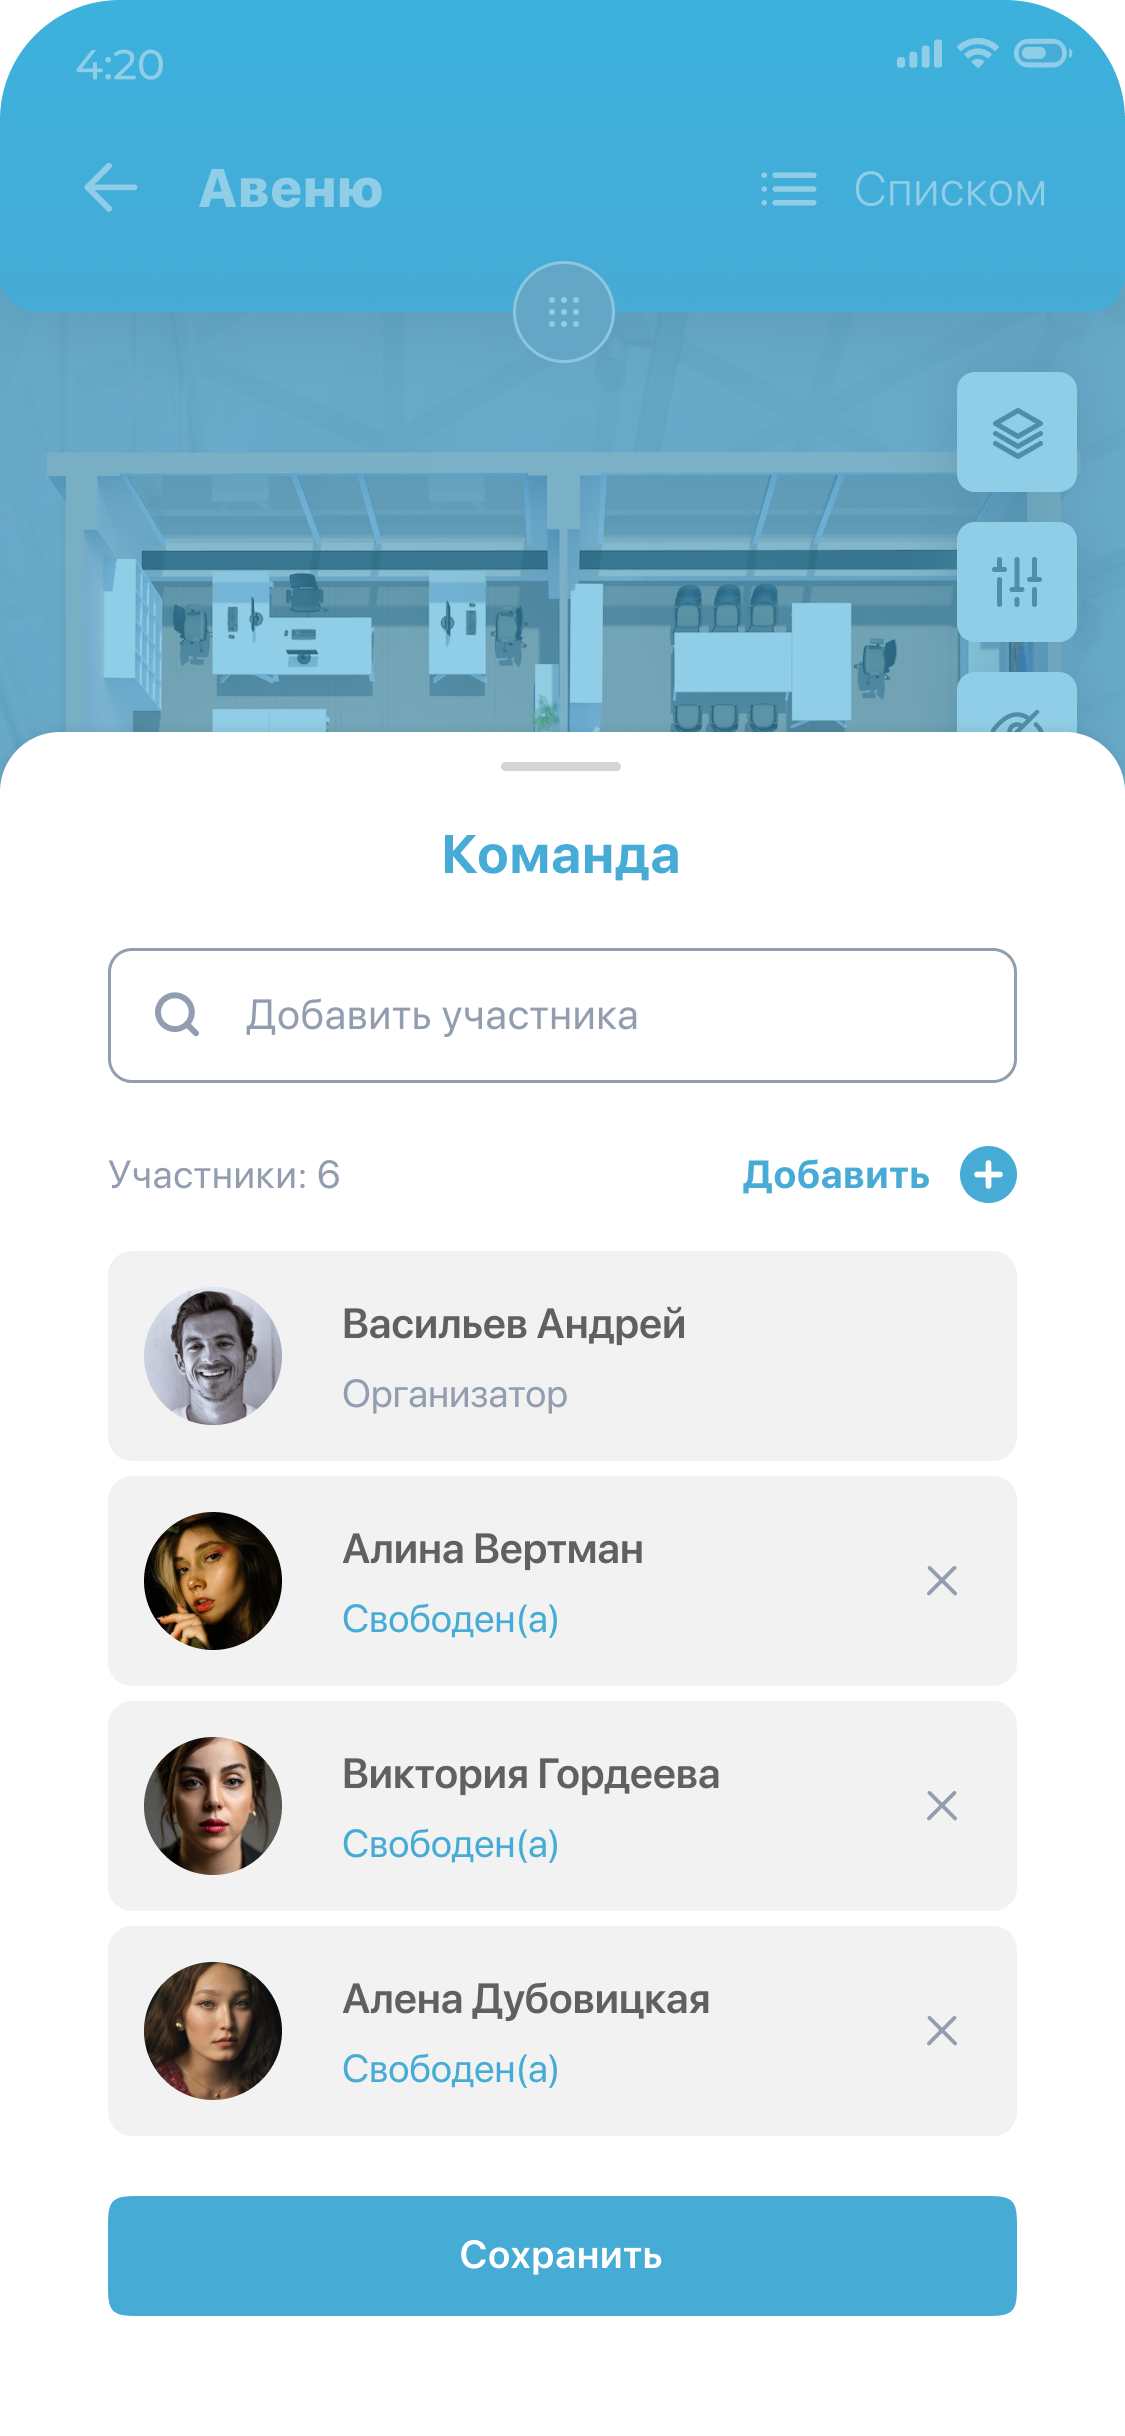 4:20
Авеню
Списком
Команда
Добавить участника
Участники: 6
Добавить
Васильев Андрей
Организатор
Алина Вертман
Свободен(а)
Виктория Гордеева
Свободен(а)
Алена Дубовицкая
Свободен(а)
Сохранить